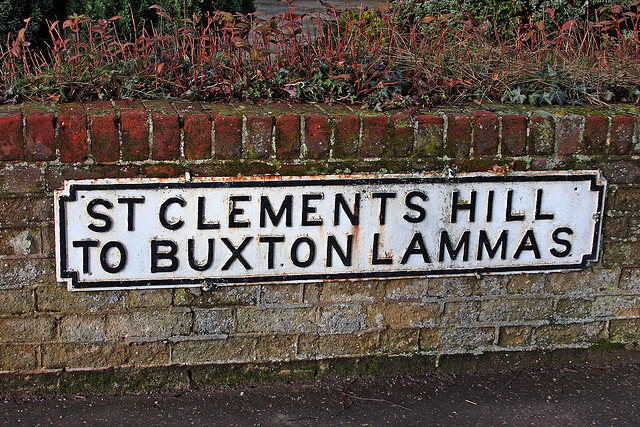 ST CLEMENTS HILL
TO BUXTON LAMMAS